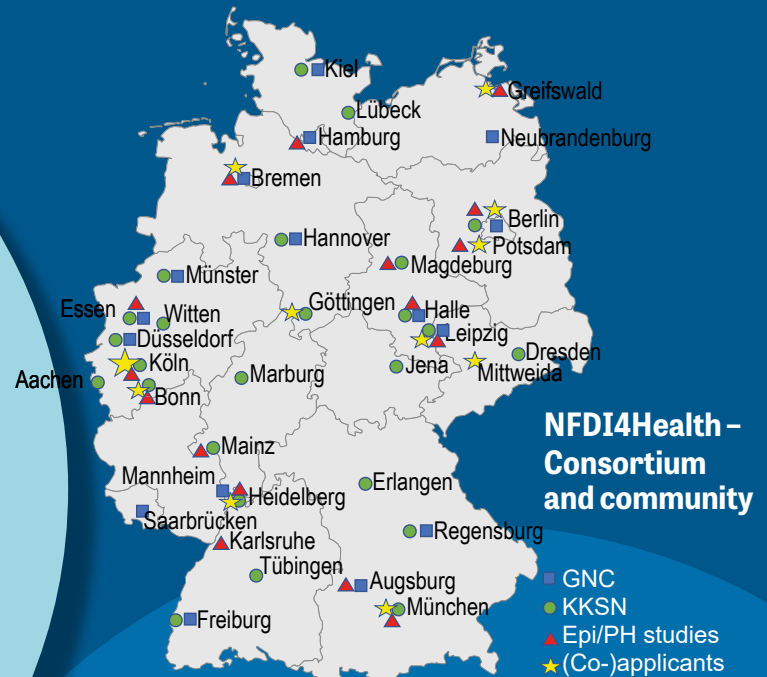 Kiel
Greifswald
Lübeck
Hamburg
Neubrandenburg
Bremen
Berlin
Hannover
Potsdam
Magdeburg
Münster
Essen
Witten
Göttingen
Halle
Düsseldorf
Leipzig
Köln
Dresden
Aachen
Marburg
Jena
Mittweida
Bonn
NFDI4Health –
Consortium
and community
Mainz
Mannheim
Erlangen
Heidelberg
Saarbrücken
Regensburg
Karlsruhe
Tübingen
Augsburg
München
Freiburg
GNC
KKSN
Epi/PH studies
(Co-)applicants